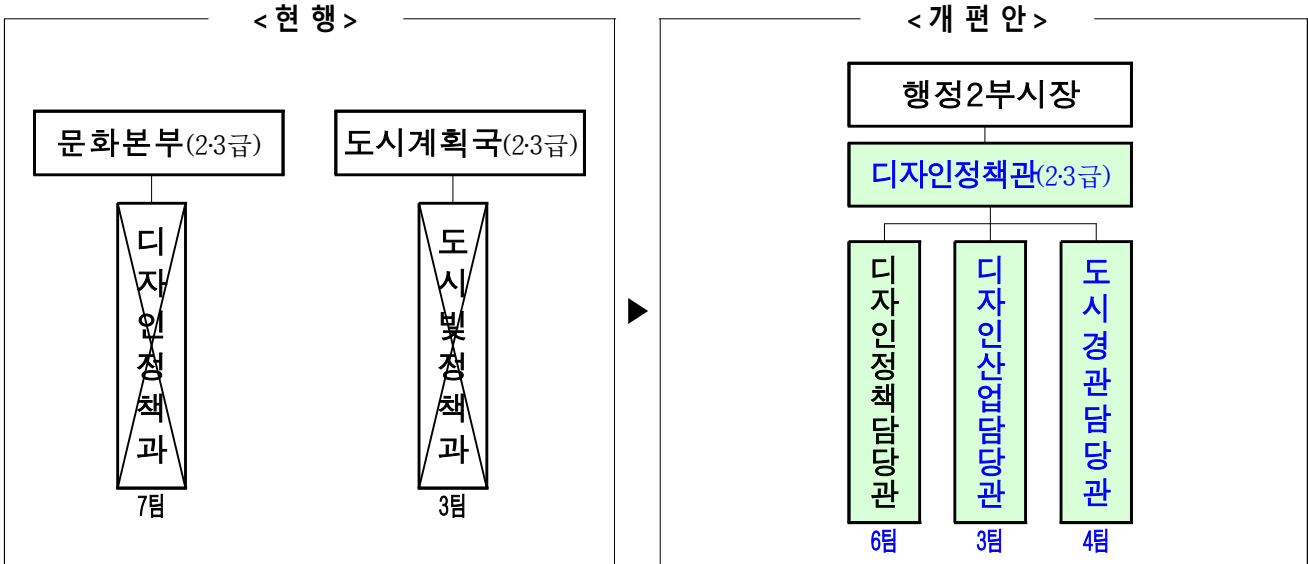 <현 행>
문화본부(2·3급)
도시계획국(2·3급)
디자인정책과
도시빛정책과
7팀
3팀
▶
<개 편 안>
행정2부시장
디자인정책관(2·3급)
디자인정책담당관
디자인산업담당관
도시경관담당관
6팀
3팀
4팀